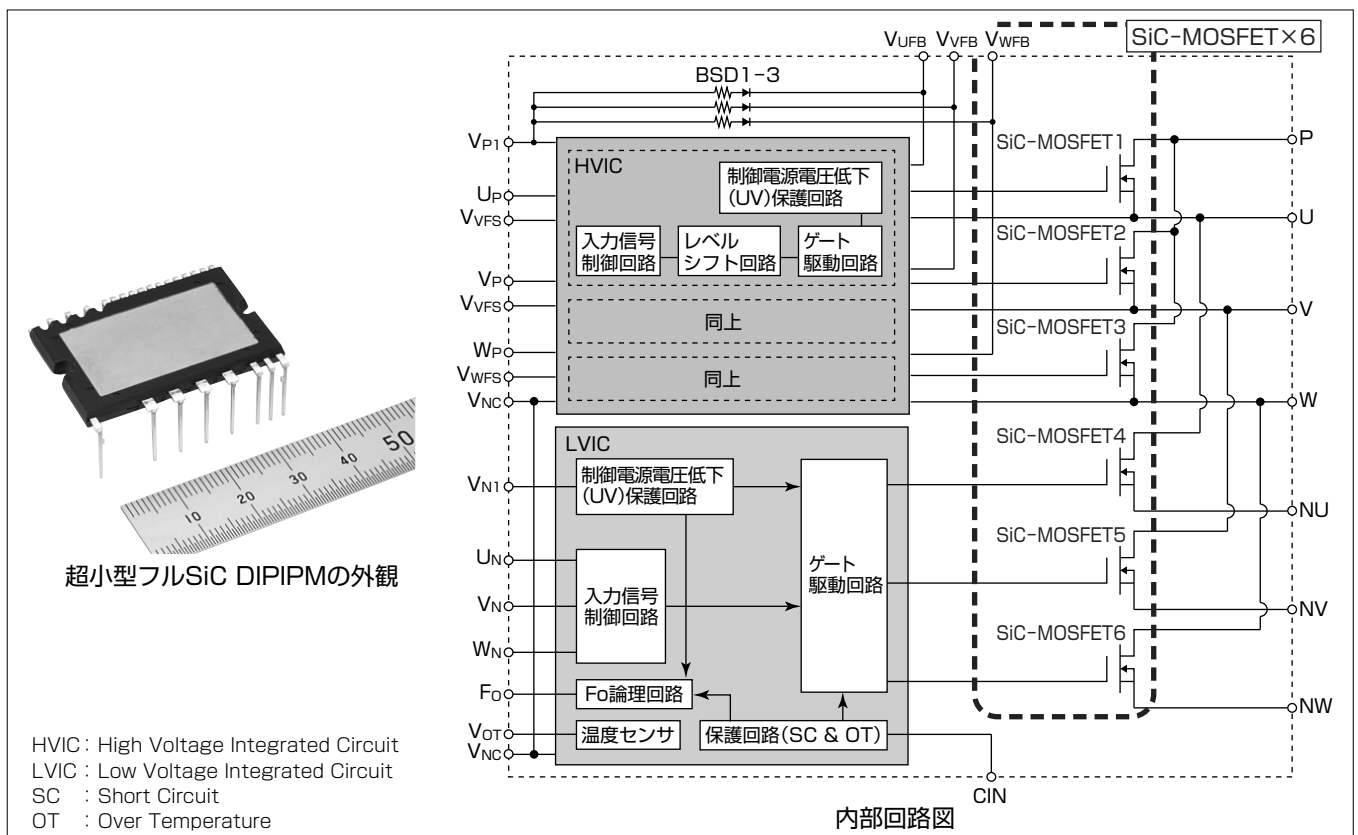 VUFB VVFB VWFB
SiC-MOSFET×6
BSD1-3
VP1
UP
VVFS
VP
VVFS
WP
VWFS
VNC
HVIC
制御電源電圧低下
(UV)保護回路
入力信号
制御回路
レベル
シフト回路
ゲート
駆動回路
同上
同上
SiC-MOSFET1
SiC-MOSFET2
SiC-MOSFET3
SiC-MOSFET4
SiC-MOSFET5
SiC-MOSFET6
P
U
V
W
NU
NV
NW
LVIC
VN1
UN
VN
WN
FO
VOT
VNC
制御電源電圧低下
(UV)保護回路
入力信号
制御回路
ゲート
駆動回路
Fo論理回路
温度センサ
保護回路(SC & OT)
CIN
内部回路図
10 20 30 40 50
超小型フルSiC DIPIPMの外観
HVIC : High Voltage Integrated Circuit
LVIC : Low Voltage Integrated Circuit
SC : Short Circuit
OT : Over Temperature